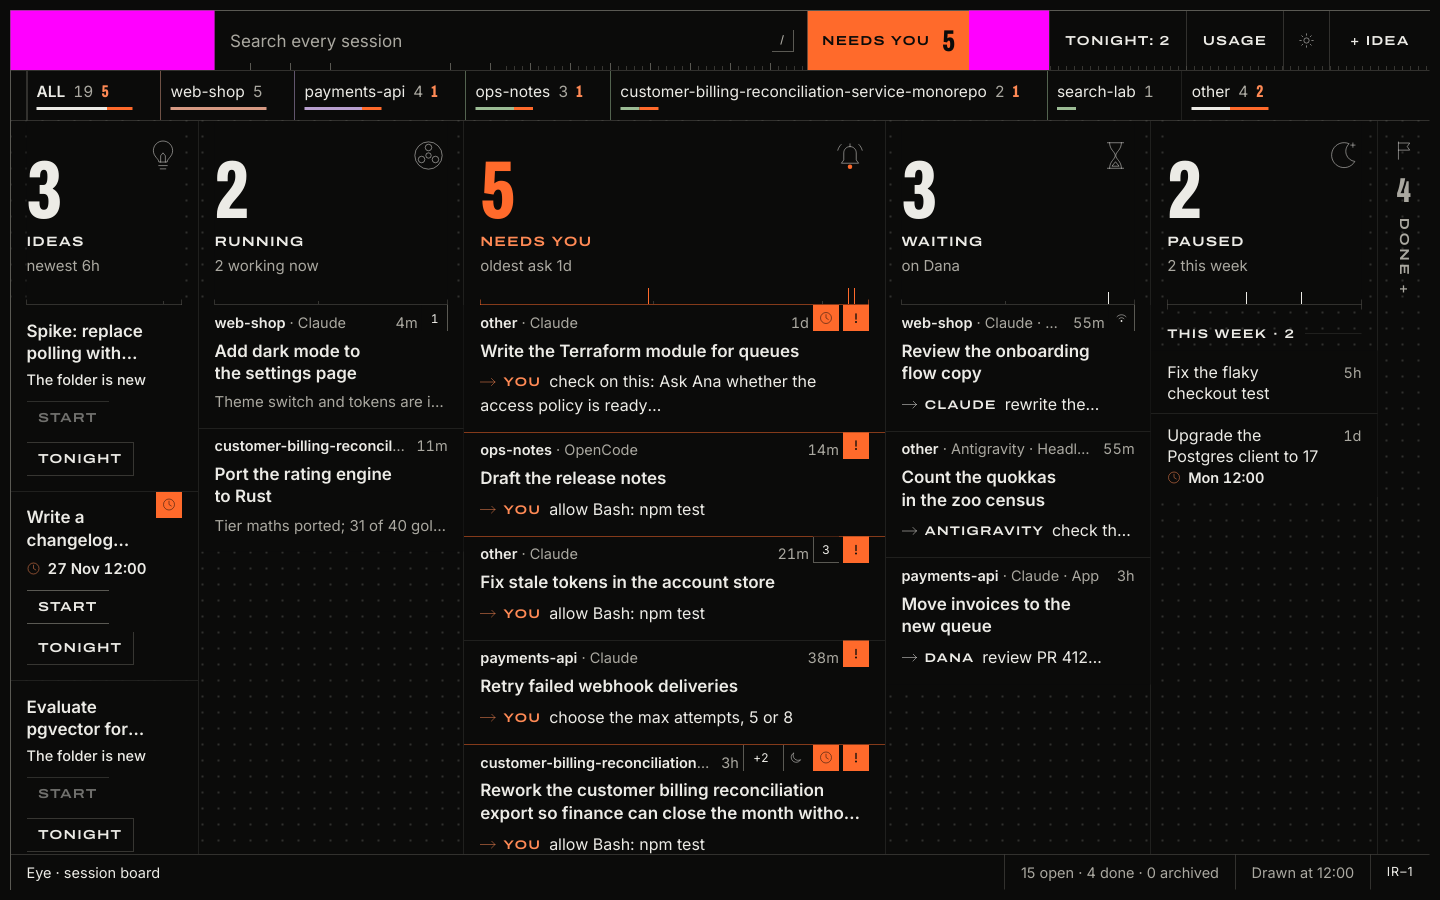 Search every session /
NEEDS YOU 5
TONIGHT: 2
USAGE
+ IDEA
ALL 19 5
web-shop 5
payments-api 4 1
ops-notes 3 1
customer-billing-reconciliation-service-monorepo 2 1
search-lab 1
other 4 2
3
IDEAS
newest 6h
Spike: replace
polling with...
The folder is new
START
TONIGHT
Write a
changelog...
27 Nov 12:00
START
TONIGHT
Evaluate
pgvector for...
The folder is new
START
TONIGHT
2
RUNNING
2 working now
web-shop · Claude 4m 1
Add dark mode to
the settings page
Theme switch and tokens are i...
customer-billing-reconcil... 11m
Port the rating engine
to Rust
Tier maths ported; 31 of 40 gol...
5
NEEDS YOU
oldest ask 1d
other · Claude 1d !
Write the Terraform module for queues
→ YOU check on this: Ask Ana whether the
access policy is ready...
ops-notes · OpenCode 14m !
Draft the release notes
→ YOU allow Bash: npm test
other · Claude 21m 3 !
Fix stale tokens in the account store
→ YOU allow Bash: npm test
payments-api · Claude 38m !
Retry failed webhook deliveries
→ YOU choose the max attempts, 5 or 8
customer-billing-reconciliation... 3h +2 !
Rework the customer billing reconciliation
export so finance can close the month witho...
→ YOU allow Bash: npm test
3
WAITING
on Dana
web-shop · Claude · ... 55m
Review the onboarding
flow copy
→ CLAUDE rewrite the...
other · Antigravity · Headl... 55m
Count the quokkas
in the zoo census
→ ANTIGRAVITY check th...
payments-api · Claude · App 3h
Move invoices to the
new queue
→ DANA review PR 412...
2
PAUSED
2 this week
THIS WEEK · 2
Fix the flaky 5h
checkout test
Upgrade the 1d
Postgres client to 17
Mon 12:00
4 DONE +
Eye · session board
15 open · 4 done · 0 archived
Drawn at 12:00
IR–1